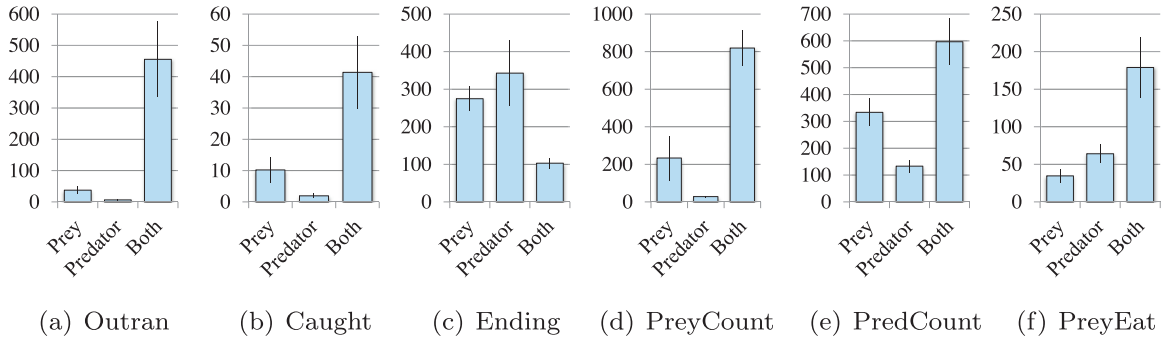 600
500
400
300
200
100
0
Prey
Predator
Both
(a) Outran
60
50
40
30
20
10
0
Prey
Predator
Both
(b) Caught
500
400
300
200
100
0
Prey
Predator
Both
(c) Ending
1000
800
600
400
200
0
Prey
Predator
Both
(d) PreyCount
700
600
500
400
300
200
100
0
Prey
Predator
Both
(e) PredCount
250
200
150
100
50
0
Prey
Predator
Both
(f) PreyEat